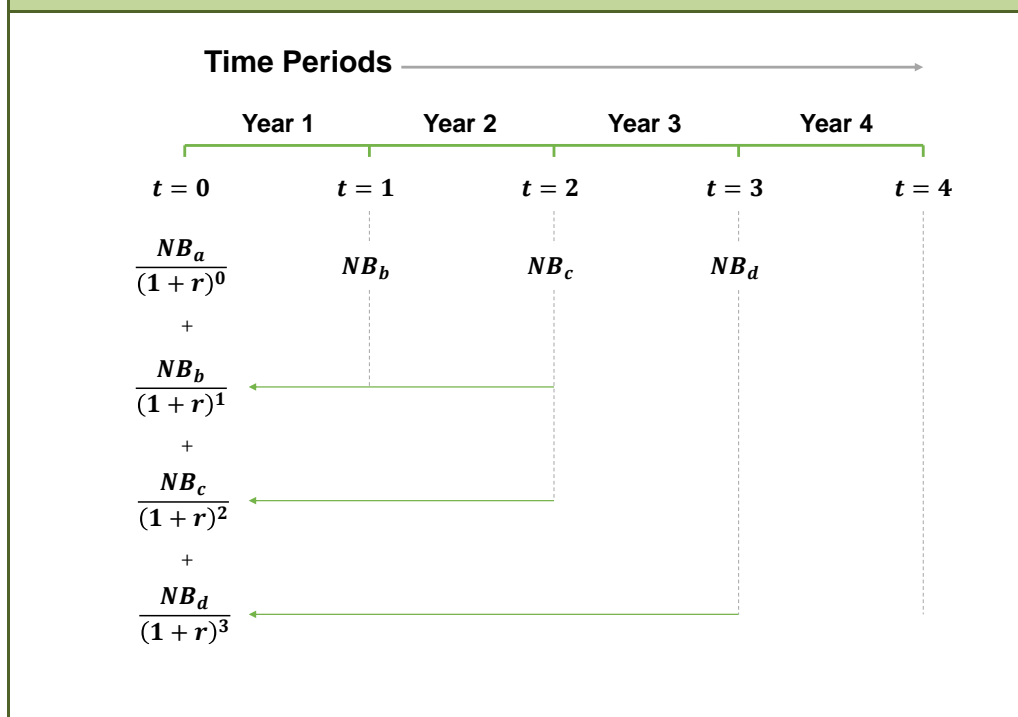 Time Periods
Year 1 Year 2 Year 3 Year 4
t = 0 t = 1 t = 2 t = 3 t = 4
NB_a/(1 + r)^0 NB_b NB_c NB_d
+
NB_b/(1 + r)^1
+
NB_c/(1 + r)^2
+
NB_d/(1 + r)^3